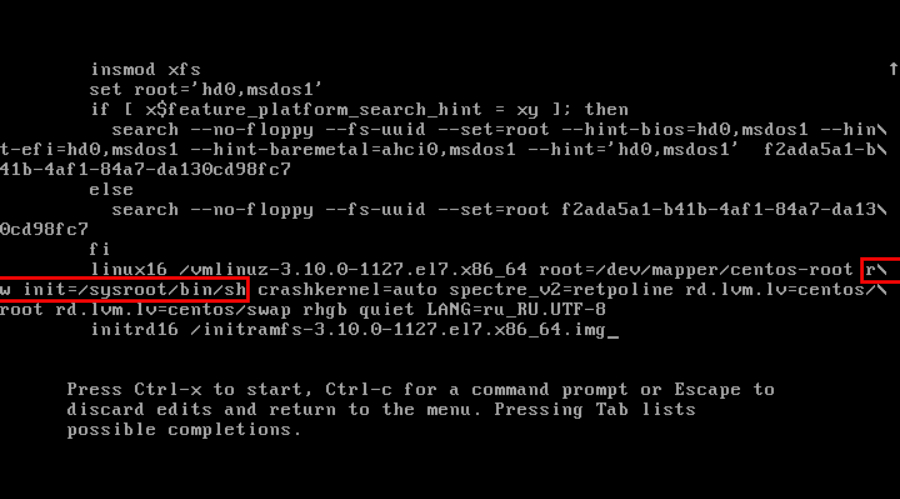 insmod xfs
↑
set root='hd0,msdos1'
if [ x$feature_platform_search_hint = xy ]; then
search --no-floppy --fs-uuid --set=root --hint-bios=hd0,msdos1 --hin\
t-efi=hd0,msdos1 --hint-baremetal=ahci0,msdos1 --hint='hd0,msdos1'  f2ada5a1-b\
41b-4af1-84a7-da130cd98fc7
else
search --no-floppy --fs-uuid --set=root f2ada5a1-b41b-4af1-84a7-da13\
0cd98fc7
fi
linux16 /vmlinuz-3.10.0-1127.el7.x86_64 root=/dev/mapper/centos-root r\
w init=/sysroot/bin/sh crashkernel=auto spectre_v2=retpoline rd.lvm.lv=centos/\
root rd.lvm.lv=centos/swap rhgb quiet LANG=ru_RU.UTF-8
initrd16 /initramfs-3.10.0-1127.el7.x86_64.img_
Press Ctrl-x to start, Ctrl-c for a command prompt or Escape to
discard edits and return to the menu. Pressing Tab lists
possible completions.